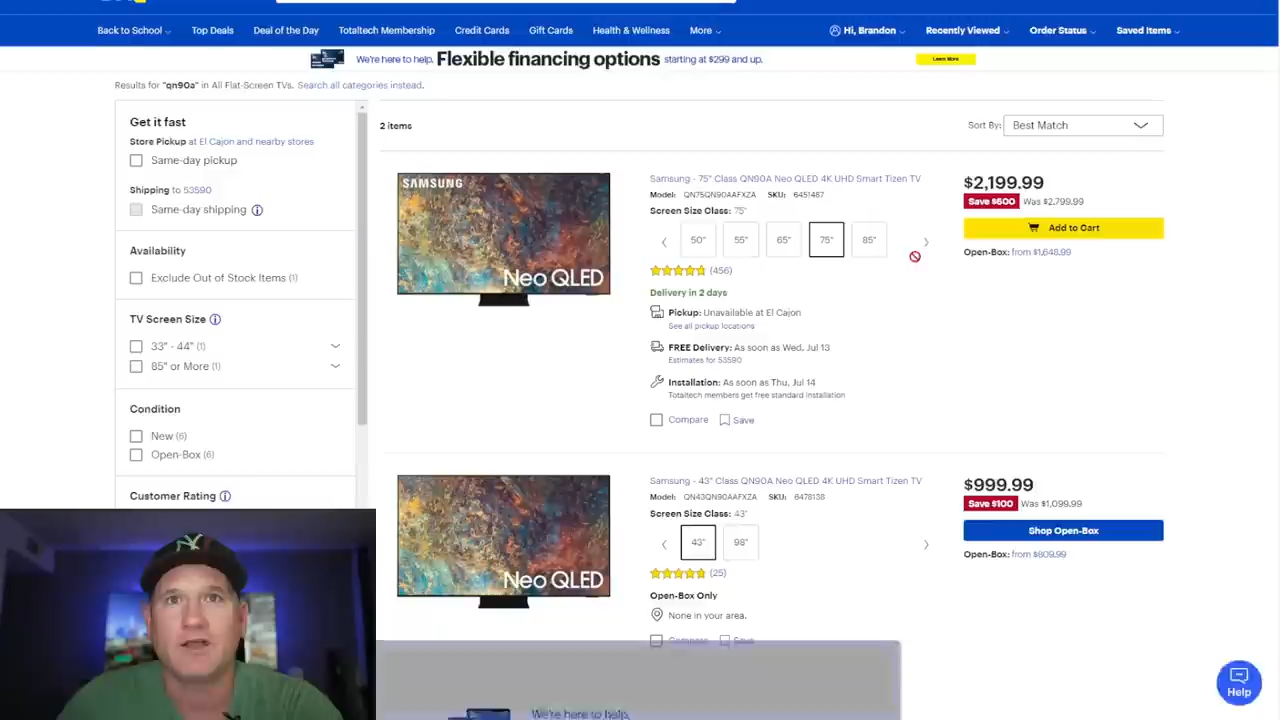 Back to School
Top Deals
Deal of the Day
Totaltech Membership
Credit Cards
Gift Cards
Health & Wellness
More
Hi, Brandon
Recently Viewed
Order Status
Saved Items
We're here to help. Flexible financing options starting at $299 and up.
Learn More
Results for "qn90a" in All Flat-Screen TVs. Search all categories instead.
Get it fast
Store Pickup at El Cajon and nearby stores
Same-day pickup
Shipping to 53590
Same-day shipping
Availability
Exclude Out of Stock Items (1)
TV Screen Size
33" - 44" (1)
85" or More (1)
Condition
New (6)
Open-Box (6)
Customer Rating
2 items
Sort By: Best Match
SAMSUNG
Neo QLED
Samsung - 75" Class QN90A Neo QLED 4K UHD Smart Tizen TV
Model: QN75QN90AAFXZA SKU: 6451487
Screen Size Class: 75"
50" 55" 65" 75" 85"
(456)
Delivery in 2 days
Pickup: Unavailable at El Cajon
See all pickup locations
FREE Delivery: As soon as Wed, Jul 13
Estimates for 53590
Installation: As soon as Thu, Jul 14
Totaltech members get free standard installation
Compare Save
$2,199.99
Save $600 Was $2,799.99
Add to Cart
Open-Box: from $1,648.99
Neo QLED
Samsung - 43" Class QN90A Neo QLED 4K UHD Smart Tizen TV
Model: QN43QN90AAFXZA SKU: 6478138
Screen Size Class: 43"
43" 98"
(25)
Open-Box Only
None in your area.
Compare Save
$999.99
Save $100 Was $1,099.99
Shop Open-Box
Open-Box: from $809.99
We're here to help.
Help
NY